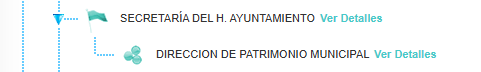 SECRETARÍA DEL H. AYUNTAMIENTO Ver Detalles
DIRECCION DE PATRIMONIO MUNICIPAL Ver Detalles